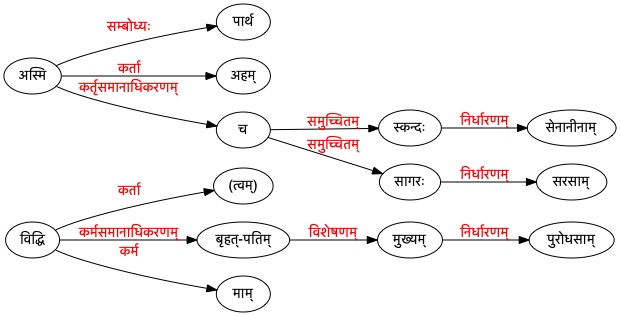 सम्बोध्यः
पार्थ
अस्मि
कर्ता
अहम्
कर्तृसमानाधिकरणम्
च
समुच्चितम्
स्कन्दः
निर्धारणम्
सेनानीनाम्
समुच्चितम्
सागरः
निर्धारणम्
सरसाम्
कर्ता
(त्वम्)
विद्धि
कर्मसमानाधिकरणम्
बृहत्-पतिम्
विशेषणम्
मुख्यम्
निर्धारणम्
पुरोधसाम्
कर्म
माम्